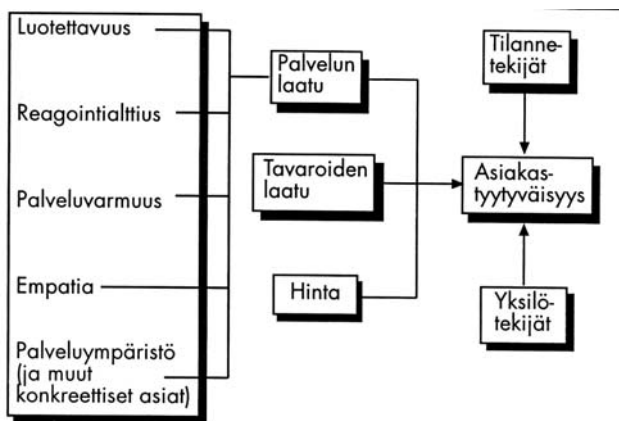 Luotettavuus
Reagointialttius
Palveluvarmuus
Empatia
Palveluympäristö
(ja muut
konkreettiset asiat)
Palvelun
laatu
Tavaroiden
laatu
Hinta
Tilanne-
tekijät
Asiakas-
tyytyväisyys
Yksilö-
tekijät